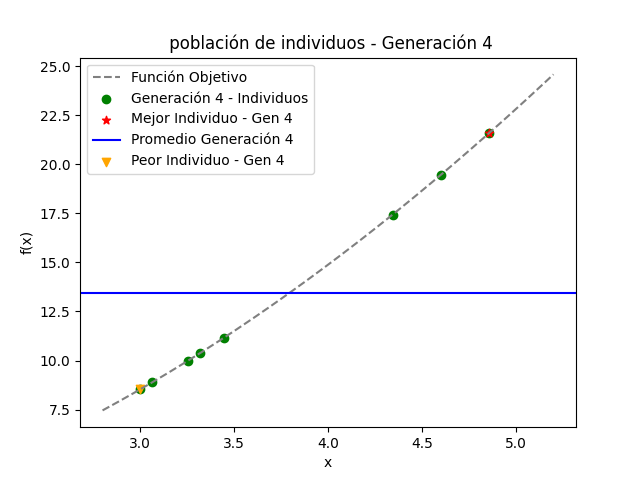 población de individuos - Generación 4
Función Objetivo
Generación 4 - Individuos
Mejor Individuo - Gen 4
Promedio Generación 4
Peor Individuo - Gen 4
25.0
22.5
20.0
17.5
15.0
12.5
10.0
7.5
f(x)
3.0 3.5 4.0 4.5 5.0
x